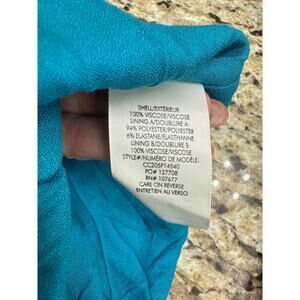 SHELL/EXTÉRIEUR:
100% VISCOSE/VISCOSE
LINING A/DOUBLURE A:
94% POLYESTER/POLYESTER
6% ELASTANE/ÉLASTHANNE
LINING B/DOUBLURE B:
100% VISCOSE/VISCOSE
STYLE#/NUMÉRO DE MODÈLE:
CC205P14540
PO# 127708
RN# 107677
CARE ON REVERSE
ENTRETIEN AU VERSO